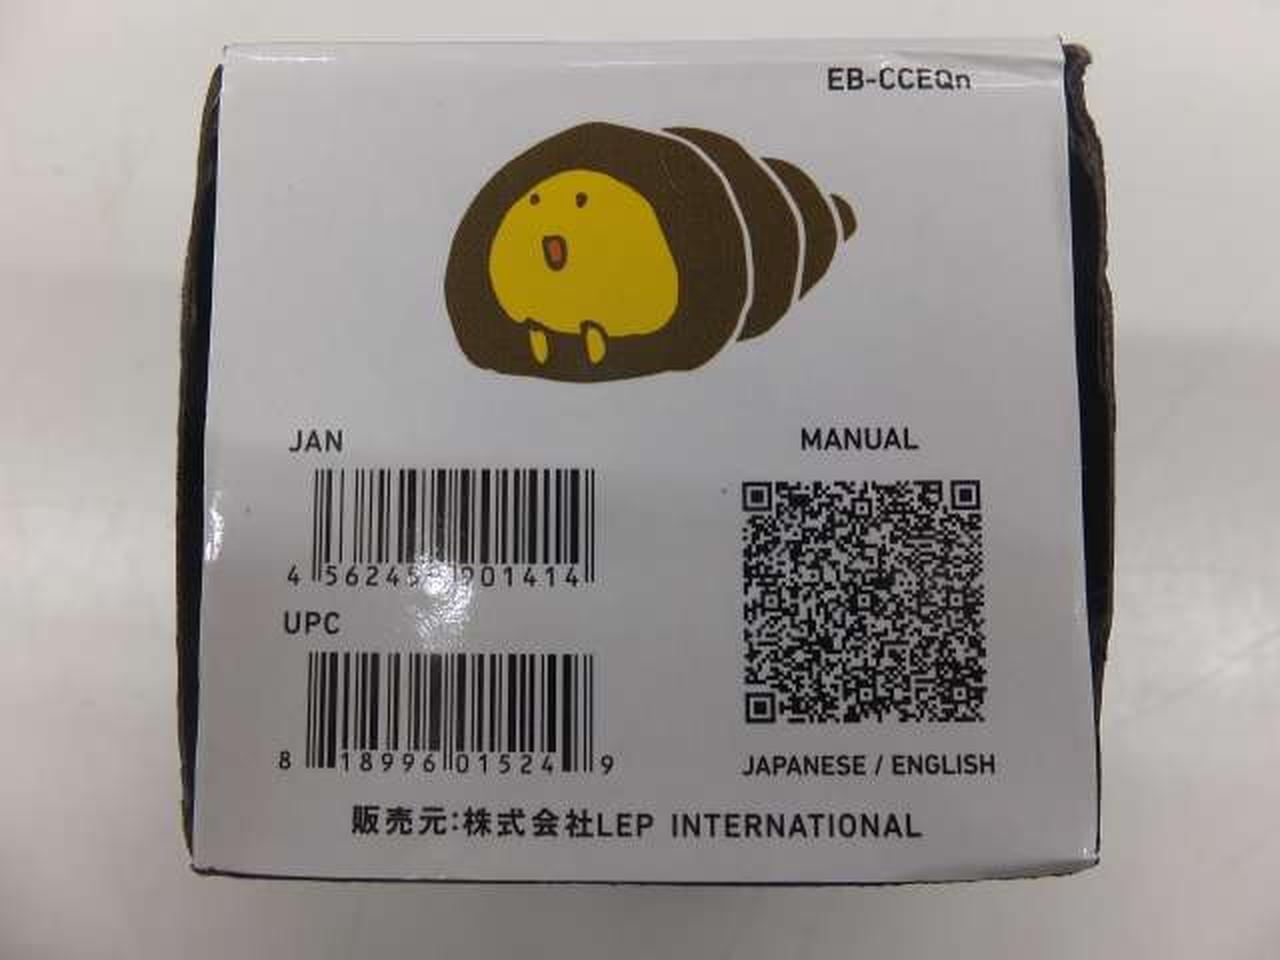 EB-CCEQn
JAN
MANUAL
UPC
8 18996 01524 9
JAPANESE / ENGLISH
販売元:株式会社LEP INTERNATIONAL